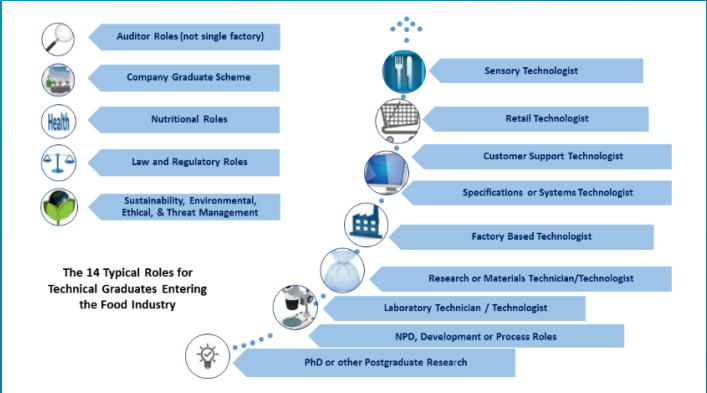 Auditor Roles (not single factory)
Company Graduate Scheme
Health
Nutritional Roles
Law and Regulatory Roles
Sustainability, Environmental,
Ethical, & Threat Management
The 14 Typical Roles for
Technical Graduates Entering
the Food Industry
Sensory Technologist
Retail Technologist
Customer Support Technologist
Specifications or Systems Technologist
Factory Based Technologist
Research or Materials Technician/Technologist
Laboratory Technician / Technologist
NPD, Development or Process Roles
PhD or other Postgraduate Research